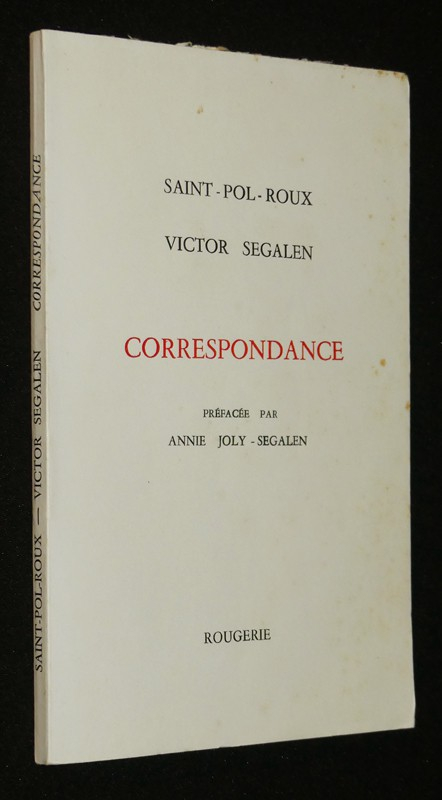 SAINT-POL-ROUX
VICTOR SEGALEN
CORRESPONDANCE
PRÉFACÉE PAR
ANNIE JOLY-SEGALEN
ROUGERIE
SAINT-POL-ROUX — VICTOR SEGALEN CORRESPONDANCE